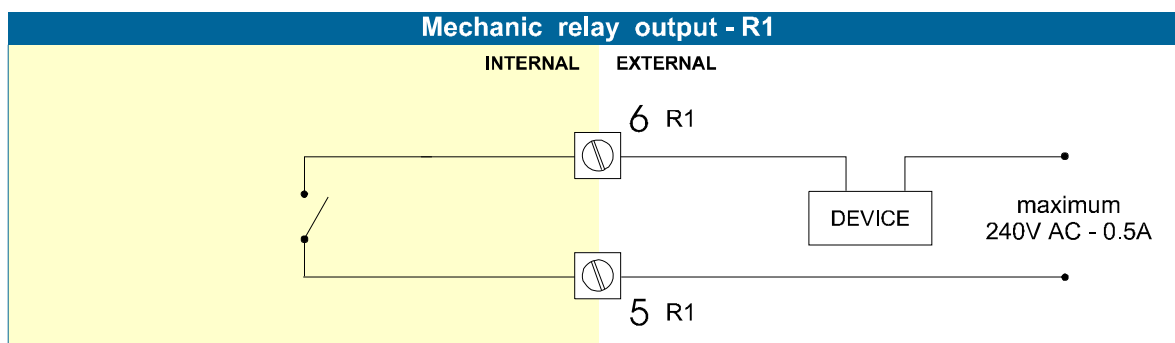 Mechanic relay output - R1
INTERNAL EXTERNAL
6 R1
DEVICE
maximum
240V AC - 0.5A
5 R1